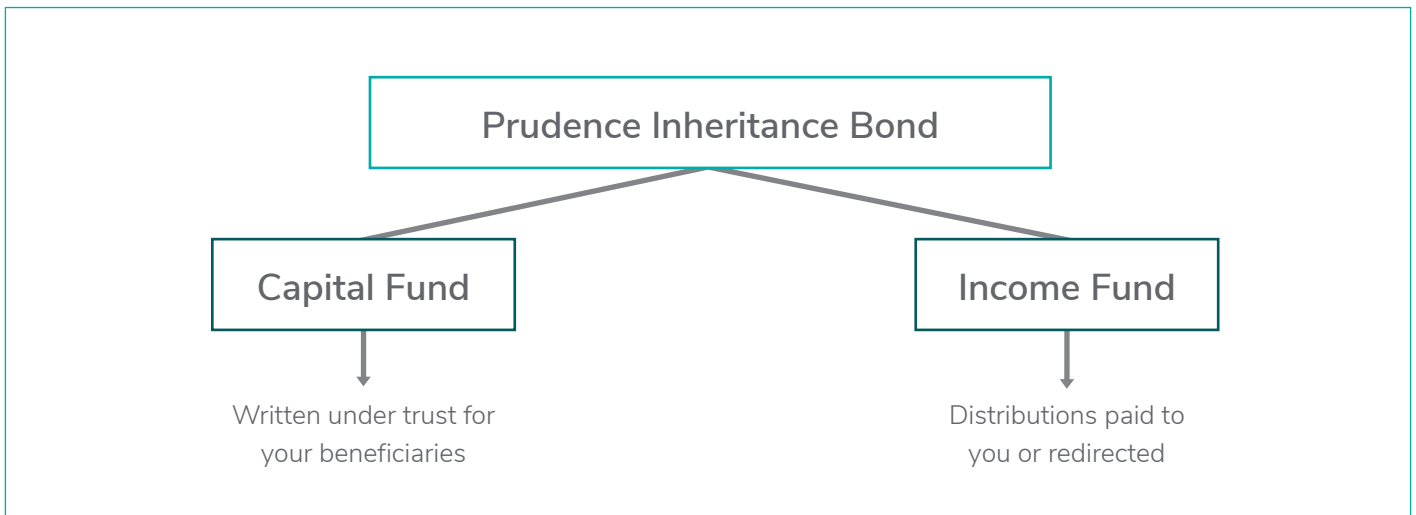 Prudence Inheritance Bond
Capital Fund
Income Fund
Written under trust for
your beneficiaries
Distributions paid to
you or redirected